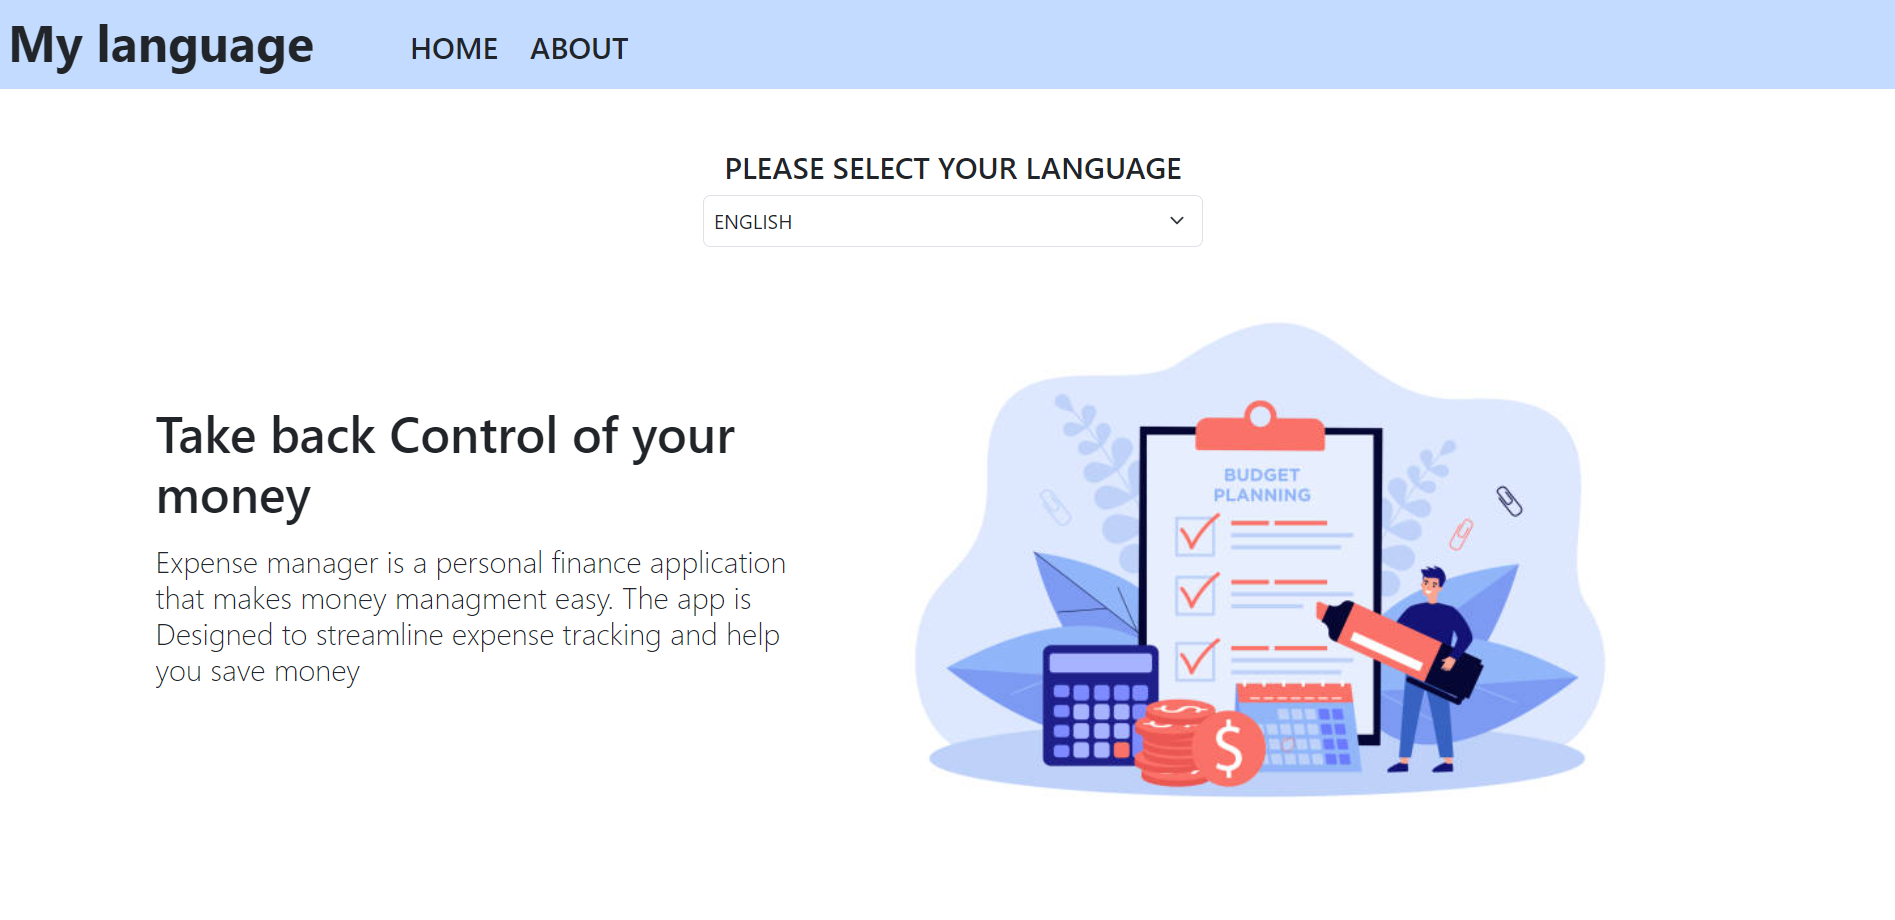 My language
HOME ABOUT
PLEASE SELECT YOUR LANGUAGE
ENGLISH
Take back Control of your
money
Expense manager is a personal finance application
that makes money managment easy. The app is
Designed to streamline expense tracking and help
you save money
BUDGET
PLANNING
$